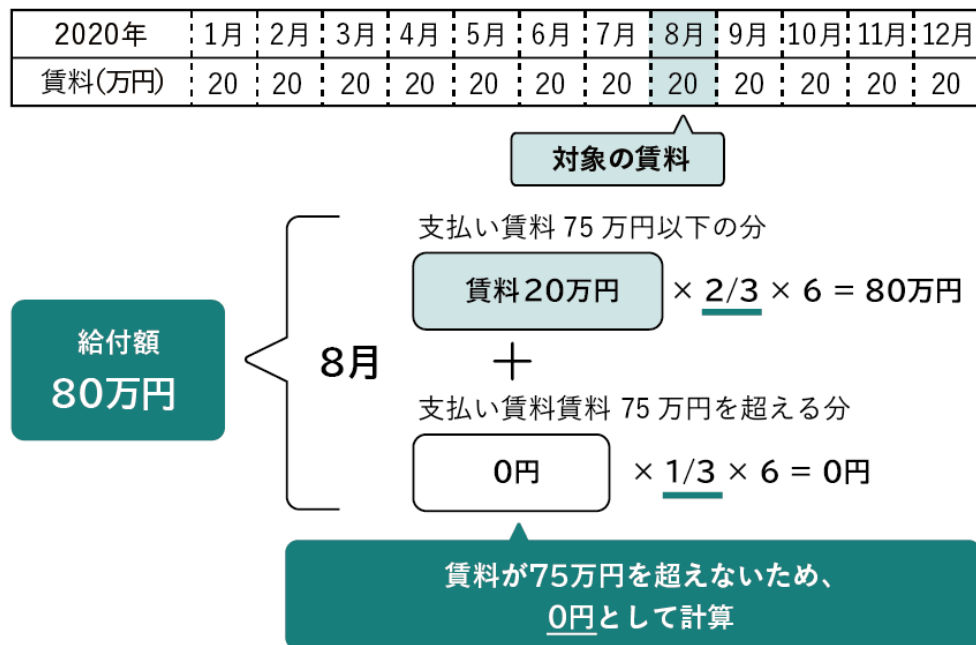 2020年 1月 2月 3月 4月 5月 6月 7月 8月 9月 10月 11月 12月
賃料(万円) 20 20 20 20 20 20 20 20 20 20 20 20
対象の賃料
支払い賃料 75 万円以下の分
賃料20万円 × 2/3 × 6 = 80万円
給付額
80万円
8月
+
支払い賃料賃料 75 万円を超える分
0円 × 1/3 × 6 = 0円
賃料が75万円を超えないため、
0円として計算